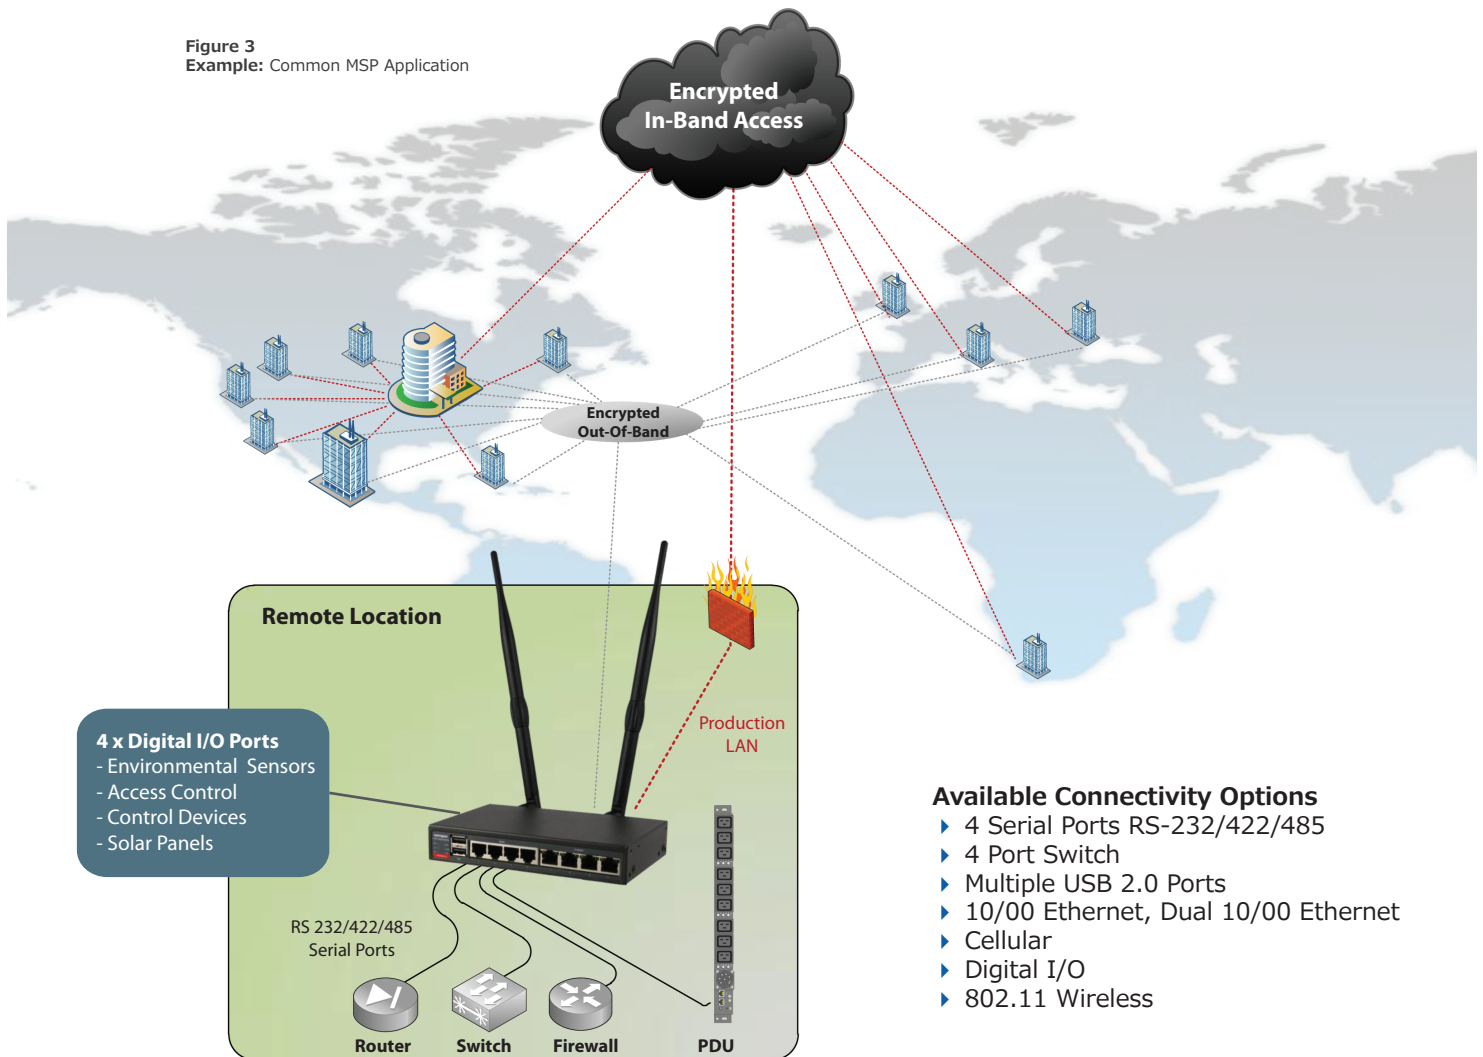 Figure 3
Example: Common MSP Application
Encrypted
In-Band Access
Encrypted
Out-Of-Band
Remote Location
Production
LAN
4 x Digital I/O Ports
- Environmental Sensors
- Access Control
- Control Devices
- Solar Panels
RS 232/422/485
Serial Ports
Router
Switch
Firewall
PDU
Available Connectivity Options
4 Serial Ports RS-232/422/485
4 Port Switch
Multiple USB 2.0 Ports
10/00 Ethernet, Dual 10/00 Ethernet
Cellular
Digital I/O
802.11 Wireless